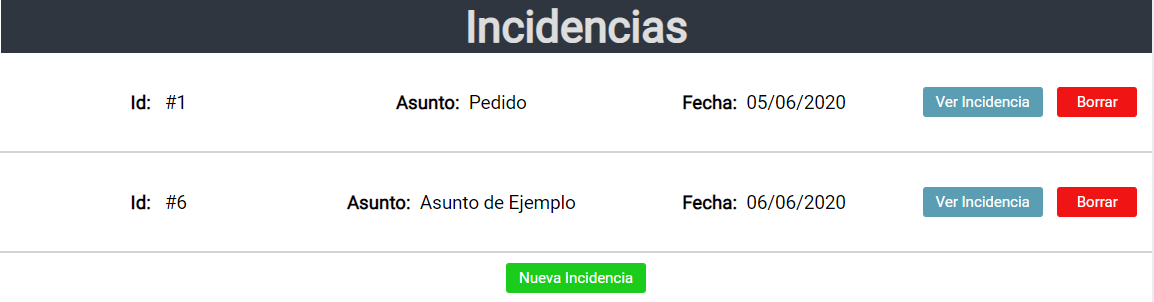 Incidencias
Id: #1 Asunto: Pedido Fecha: 05/06/2020 Ver Incidencia Borrar
Id: #6 Asunto: Asunto de Ejemplo Fecha: 06/06/2020 Ver Incidencia Borrar
Nueva Incidencia